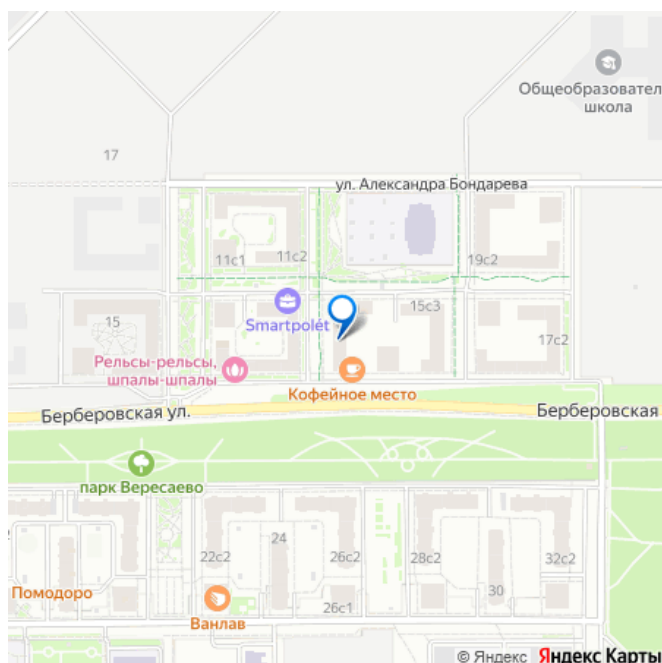 Общеобразовател
школа
17
ул. Александра Бондарева
11с1
11с2
19с2
15с3
Smartpolet
15
17с2
Рельсы-рельсы,
шпалы-шпалы
Кофейное место
Берберовская ул.
Берберовская
парк Вересаево
24
22с2
26с2
28с2
32с2
30
Помодоро
26с1
Ванлав
© Яндекс Яндекс Карты